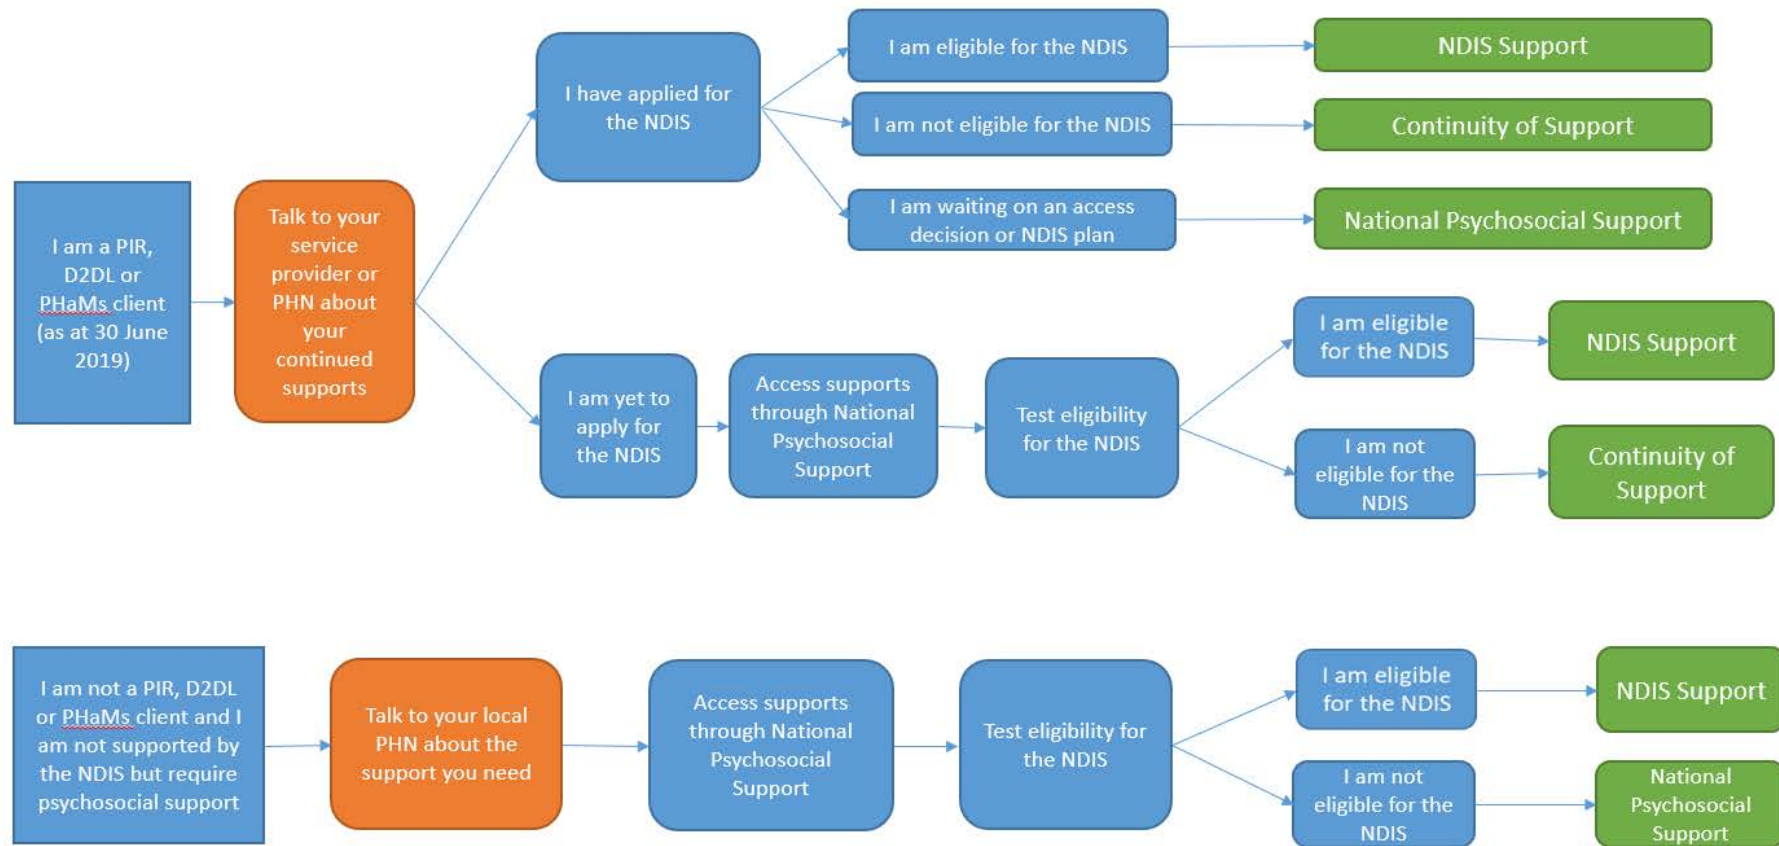 I am a PIR,
D2DL or
PHaMs client
(as at 30 June
2019)
Talk to your
service
provider or
PHN about
your
continued
supports
I have applied for
the NDIS
I am eligible for the NDIS
NDIS Support
I am not eligible for the NDIS
Continuity of Support
I am waiting on an access
decision or NDIS plan
National Psychosocial Support
I am yet to
apply for
the NDIS
Access supports
through National
Psychosocial
Support
Test eligibility
for the NDIS
I am eligible
for the NDIS
NDIS Support
I am not
eligible for the
NDIS
Continuity of
Support
I am not a PIR, D2DL
or PHaMs client and I
am not supported by
the NDIS but require
psychosocial support
Talk to your local
PHN about the
support you need
Access supports
through National
Psychosocial
Support
Test eligibility for
the NDIS
I am eligible
for the NDIS
NDIS Support
I am not
eligible for the
NDIS
National
Psychosocial
Support